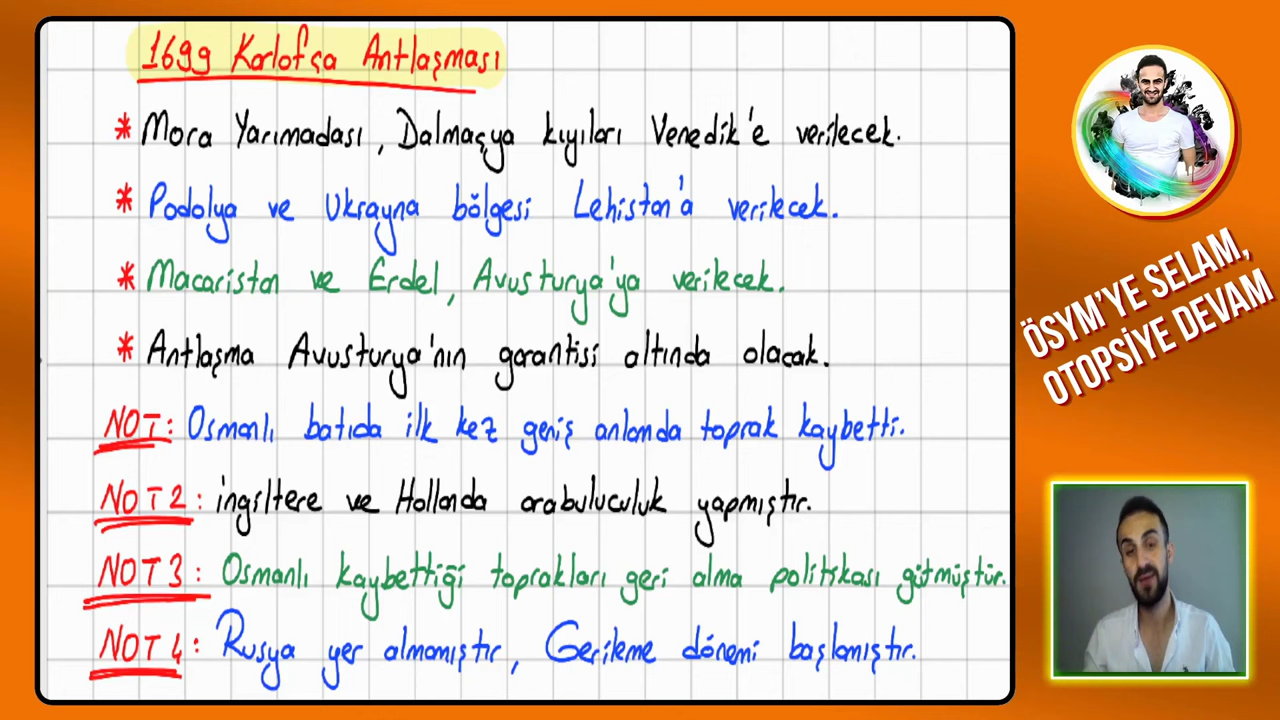 1699 Karlofça Antlaşması
* Mora Yarımadası, Dalmaçya kıyıları Venedik'e verilecek.
* Podolya ve Ukrayna bölgesi Lehistan'a verilecek.
* Macaristan ve Erdel, Avusturya'ya verilecek.
* Antlaşma Avusturya'nın garantisi altında olacak.
NOT: Osmanlı batıda ilk kez geniş anlamda toprak kaybetti.
NOT2: İngiltere ve Hollanda arabuluculuk yapmıştır.
NOT3: Osmanlı kaybettiği toprakları geri alma politikası gütmüştür.
NOT4: Rusya yer almamıştır, Gerileme dönemi başlamıştır.
ÖSYM'YE SELAM,
OTOPSİYE DEVAM